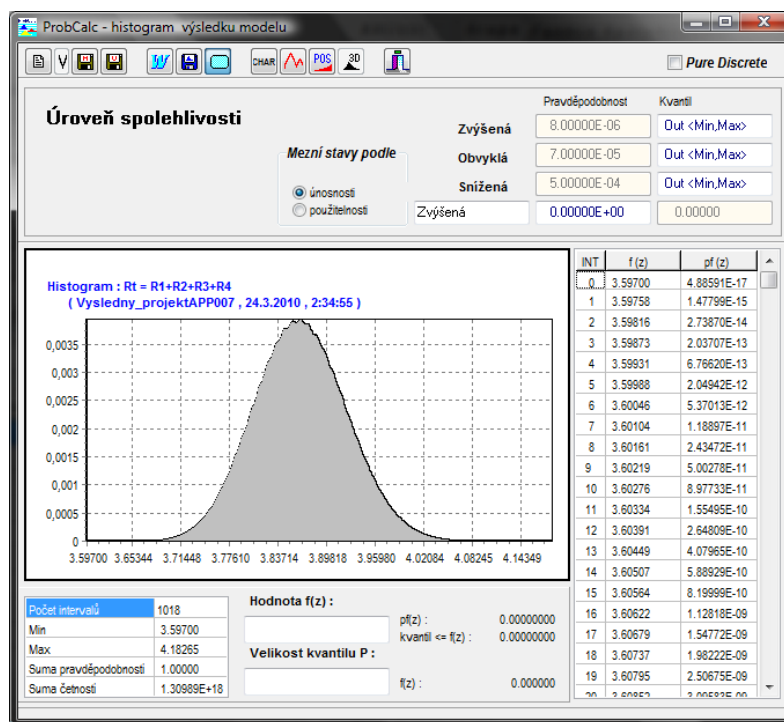 ProbCalc - histogram výsledku modelu
V
CHAR
POS
3D
Pure Discrete
Úroveň spolehlivosti
Mezní stavy podle
únosnosti
použitelnosti
Pravděpodobnost Kvantil
Zvýšená 8.00000E-06 Out <Min,Max>
Obvyklá 7.00000E-05 Out <Min,Max>
Snížená 5.00000E-04 Out <Min,Max>
Zvýšená 0.00000E+00 0.00000
Histogram : Rt = R1+R2+R3+R4
( Vysledny_projektAPP007 , 24.3.2010 , 2:34:55 )
0,0035
0,003
0,0025
0,002
0,0015
0,001
0,0005
0
3.59700 3.65344 3.71448 3.77610 3.83714 3.89818 3.95980 4.02084 4.08245 4.14349
INT f (z) pf (z)
0 3.59700 4.88591E-17
1 3.59758 1.47799E-15
2 3.59816 2.73870E-14
3 3.59873 2.03707E-13
4 3.59931 6.76620E-13
5 3.59988 2.04942E-12
6 3.60046 5.37013E-12
7 3.60104 1.18897E-11
8 3.60161 2.43472E-11
9 3.60219 5.00278E-11
10 3.60276 8.97733E-11
11 3.60334 1.55495E-10
12 3.60391 2.64809E-10
13 3.60449 4.07965E-10
14 3.60507 5.88929E-10
15 3.60564 8.19999E-10
16 3.60622 1.12818E-09
17 3.60679 1.54772E-09
18 3.60737 1.98222E-09
19 3.60795 2.50675E-09
20 3.60852
Počet intervalů 1018
Min 3.59700
Max 4.18265
Suma pravděpodobnosti 1.00000
Suma četnosti 1.30989E+18
Hodnota f(z) :
pf(z) : 0.00000000
kvantil <= f(z) : 0.00000000
Velikost kvantilu P :
f(z) : 0.000000